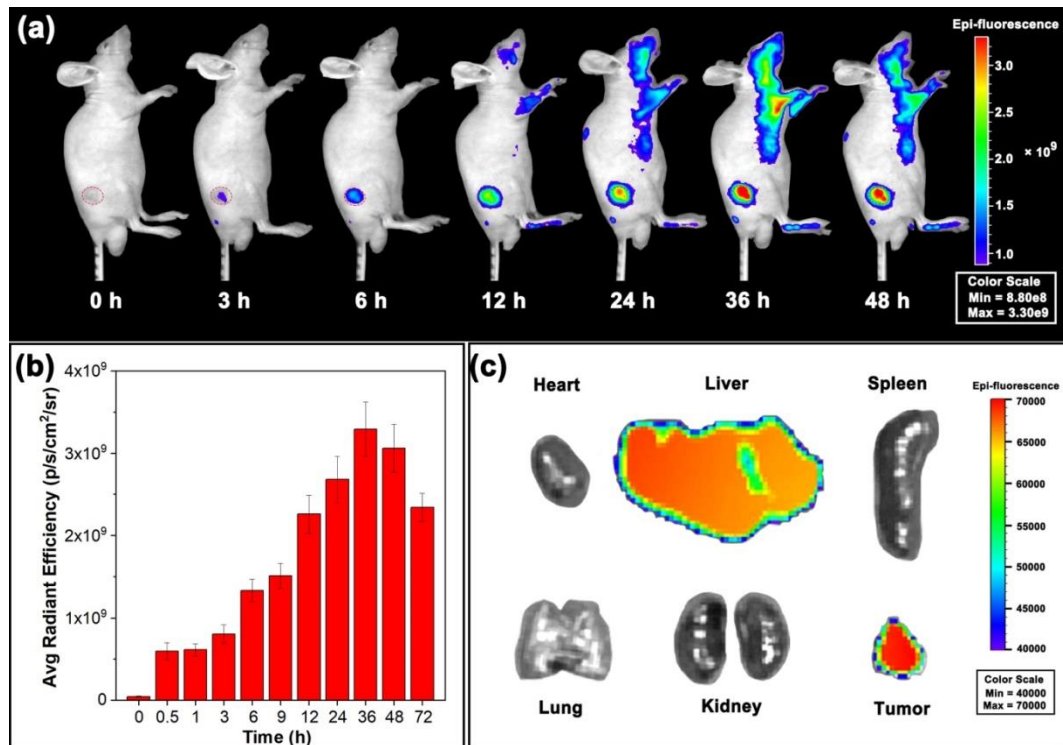 (a)
Epi-fluorescence
3.0
2.5
2.0
× 10⁹
1.5
1.0
0 h
3 h
6 h
12 h
24 h
36 h
48 h
Color Scale
Min = 8.80e8
Max = 3.30e9
(b)
Avg Radiant Efficiency (p/s/cm²/sr)
4x10⁹
3x10⁹
2x10⁹
1x10⁹
0
0 0.5 1 3 6 9 12 24 36 48 72
Time (h)
(c)
Heart
Liver
Spleen
Epi-fluorescence
70000
60000
50000
40000
Lung
Kidney
Tumor
Color Scale
Min = 40000
Max = 70000